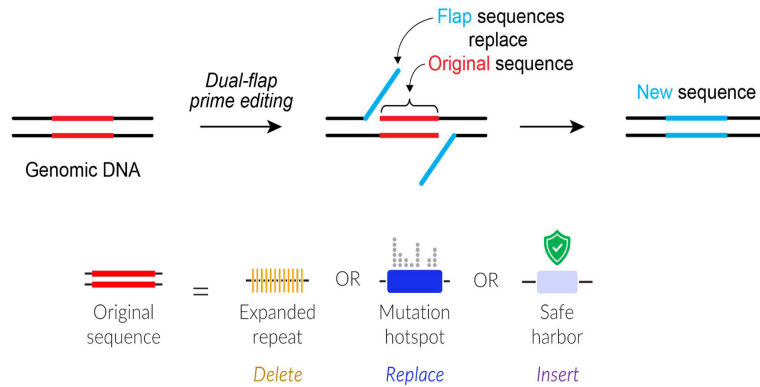 Flap sequences
replace
Original sequence
Dual-flap
prime editing
New sequence
Genomic DNA
Original
sequence
=
Expanded
repeat
OR
Mutation
hotspot
OR
Safe
harbor
Delete
Replace
Insert